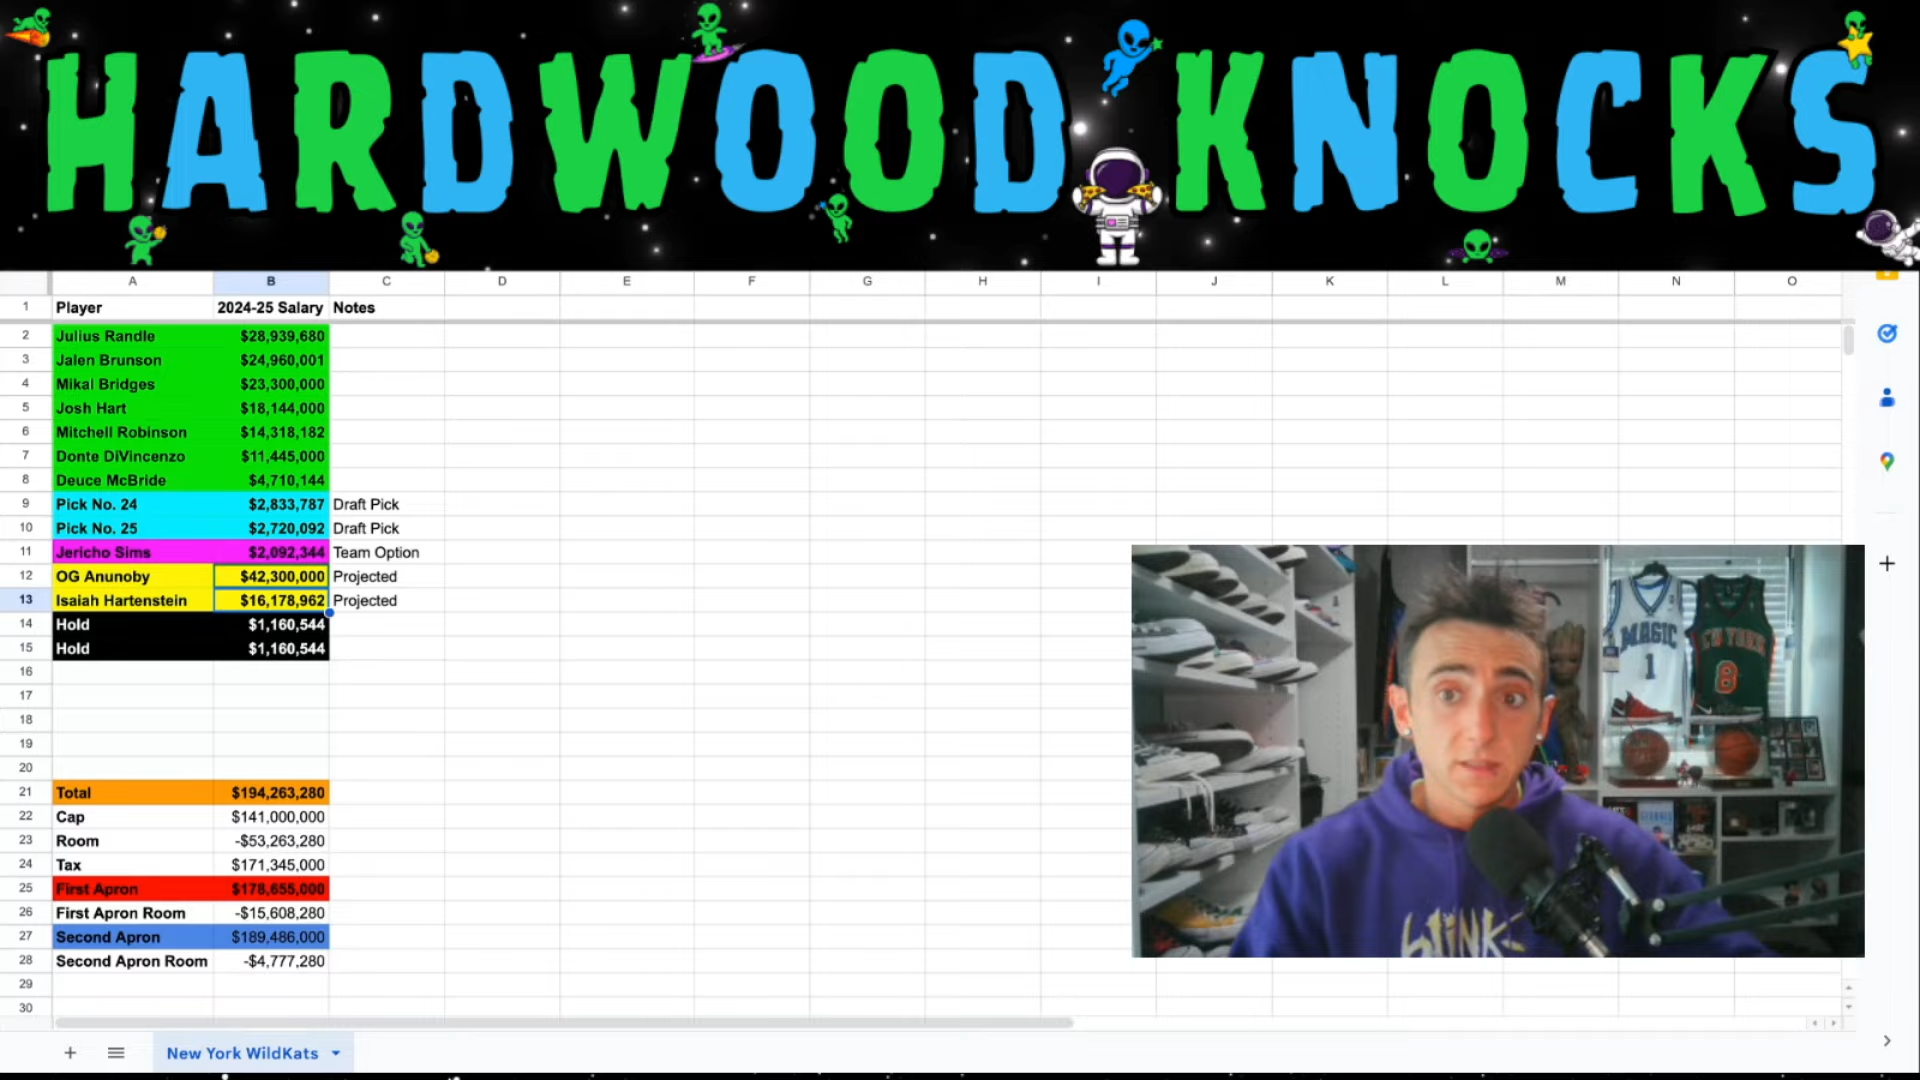 HARDWOOD KNOCKS
A B C D E F G H I J K L M N O
1 Player 2024-25 Salary Notes
2 Julius Randle $28,939,680
3 Jalen Brunson $24,960,001
4 Mikal Bridges $23,300,000
5 Josh Hart $18,144,000
6 Mitchell Robinson $14,318,182
7 Donte DiVincenzo $11,445,000
8 Deuce McBride $4,710,144
9 Pick No. 24 $2,833,787 Draft Pick
10 Pick No. 25 $2,720,092 Draft Pick
11 Jericho Sims $2,092,344 Team Option
12 OG Anunoby $42,300,000 Projected
13 Isaiah Hartenstein $16,178,962 Projected
14 Hold $1,160,544
15 Hold $1,160,544
16
17
18
19
20
21 Total $194,263,280
22 Cap $141,000,000
23 Room -$53,263,280
24 Tax $171,345,000
25 First Apron $178,655,000
26 First Apron Room -$15,608,280
27 Second Apron $189,486,000
28 Second Apron Room -$4,777,280
29
30
MAGIC
1
8
blink-
New York WildKats